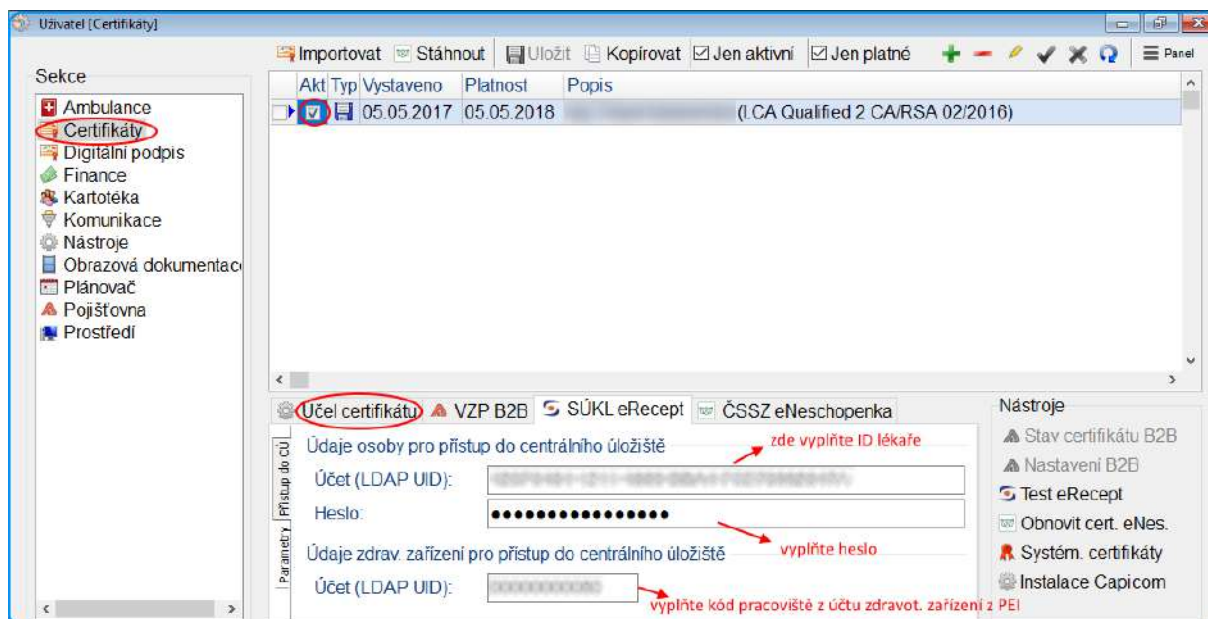 Uživatel [Certifikáty]
Importovat Stáhnout Uložit Kopírovat Jen aktivní Jen platné Panel
Sekce
Ambulance
Certifikáty
Digitální podpis
Finance
Kartotéka
Komunikace
Nástroje
Obrazová dokumentac
Plánovač
Pojišťovna
Prostředí
Akt Typ Vystaveno Platnost Popis
05.05.2017 05.05.2018 (I.CA Qualified 2 CA/RSA 02/2016)
Účel certifikátu VZP B2B SÚKL eRecept ČSSZ eNeschopenka
Přístup do CÚ
Parametry
Údaje osoby pro přístup do centrálního úložiště
zde vyplňte ID lékaře
Účet (LDAP UID):
Heslo:
vyplňte heslo
Údaje zdrav. zařízení pro přístup do centrálního úložiště
Účet (LDAP UID):
vyplňte kód pracoviště z účtu zdravot. zařízení z PEI
Nástroje
Stav certifikátu B2B
Nastavení B2B
Test eRecept
Obnovit cert. eNes.
Systém. certifikáty
Instalace Capicom